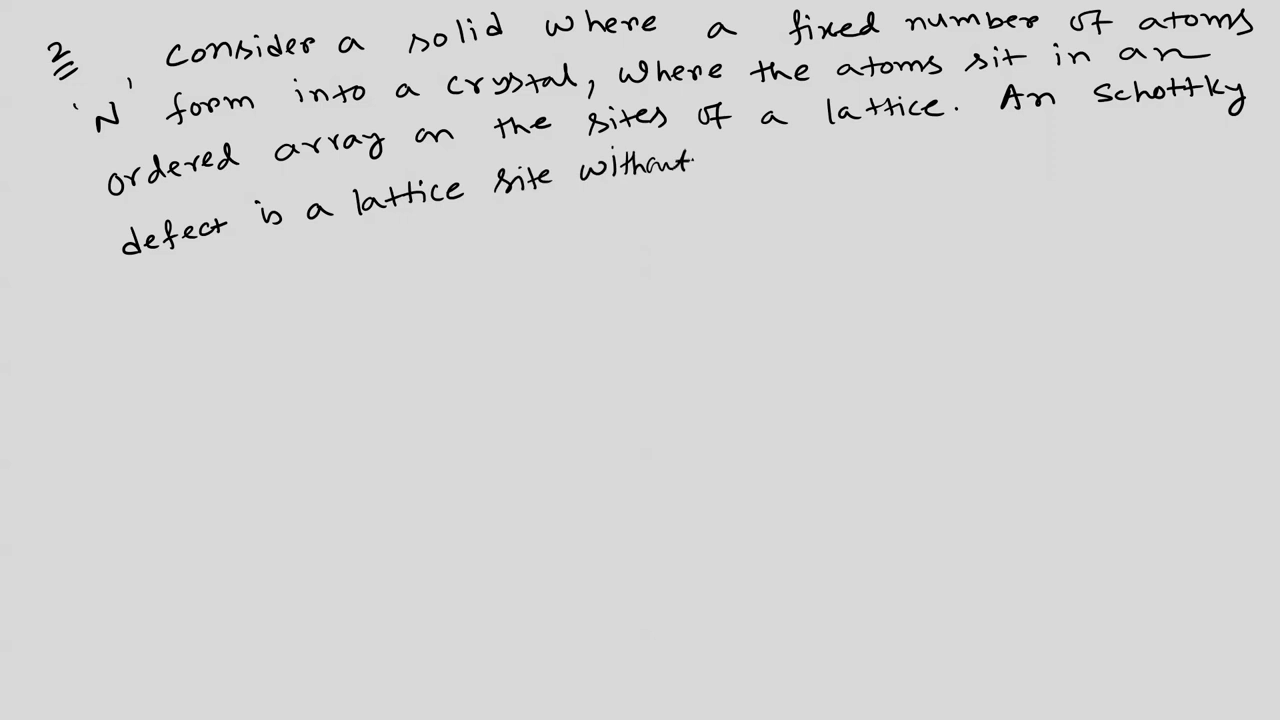 2, Consider a solid where a fixed number of atoms
'N' form into a crystal, where the atoms sit in an
ordered array on the sites of a lattice. An Schottky
defect is a lattice site without